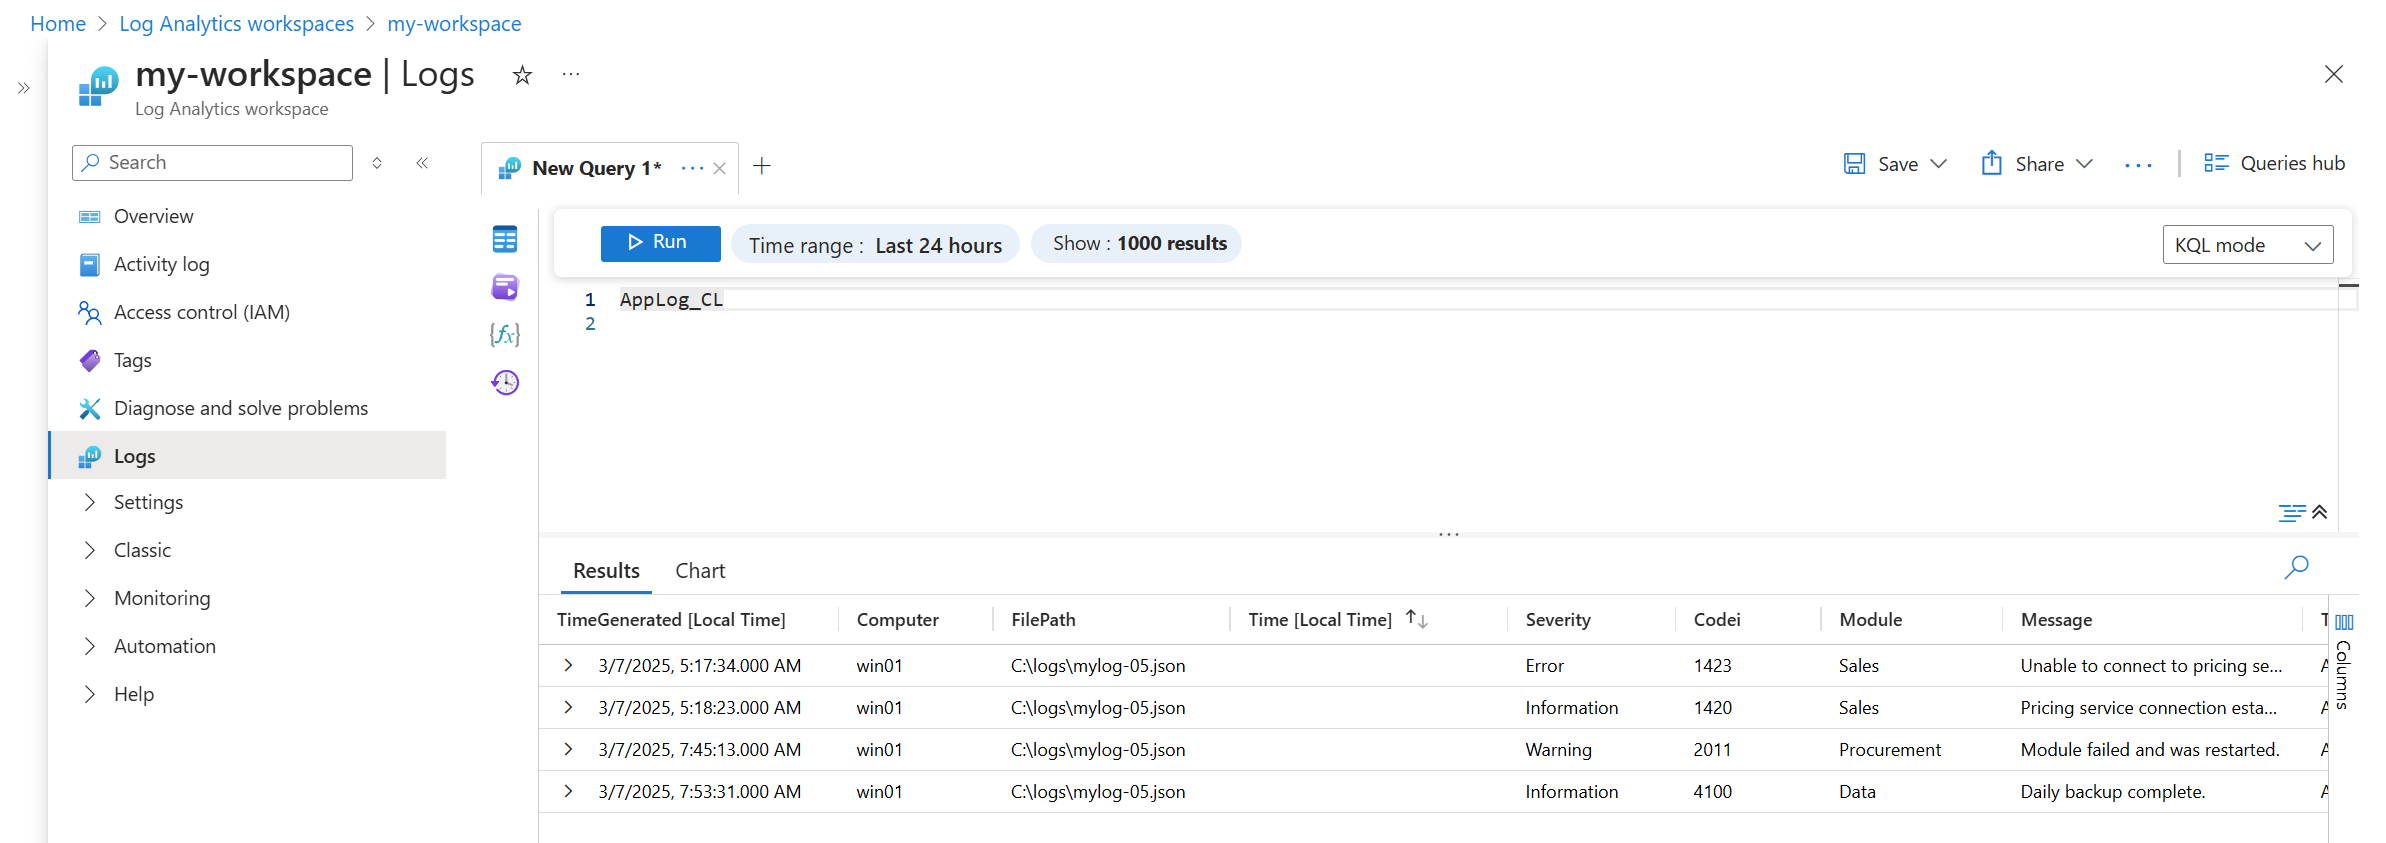 Home > Log Analytics workspaces > my-workspace
my-workspace | Logs
Log Analytics workspace
Search
Overview
Activity log
Access control (IAM)
Tags
Diagnose and solve problems
Logs
Settings
Classic
Monitoring
Automation
Help
New Query 1*
Save
Share
Queries hub
Run
Time range : Last 24 hours
Show : 1000 results
KQL mode
1 AppLog_CL
2
{fx}
Results
Chart
TimeGenerated [Local Time] Computer FilePath Time [Local Time] Severity Codei Module Message
3/7/2025, 5:17:34.000 AM win01 C:\logs\mylog-05.json Error 1423 Sales Unable to connect to pricing se...
3/7/2025, 5:18:23.000 AM win01 C:\logs\mylog-05.json Information 1420 Sales Pricing service connection esta...
3/7/2025, 7:45:13.000 AM win01 C:\logs\mylog-05.json Warning 2011 Procurement Module failed and was restarted.
3/7/2025, 7:53:31.000 AM win01 C:\logs\mylog-05.json Information 4100 Data Daily backup complete.
Columns